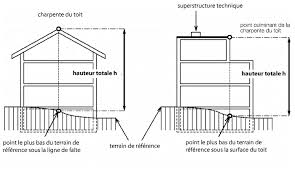 charpente du toit
superstructure technique
point culminant de la
charpente du toit
hauteur totale h
hauteur totale h
point le plus bas du terrain de
référence sous la ligne de faîte
terrain de référence
point le plus bas du terrain de
référence sous la surface du toit